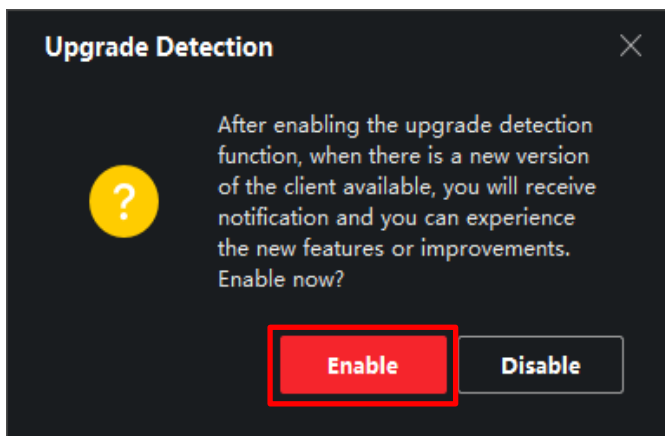 Upgrade Detection
After enabling the upgrade detection
function, when there is a new version
of the client available, you will receive
notification and you can experience
the new features or improvements.
Enable now?
Enable
Disable